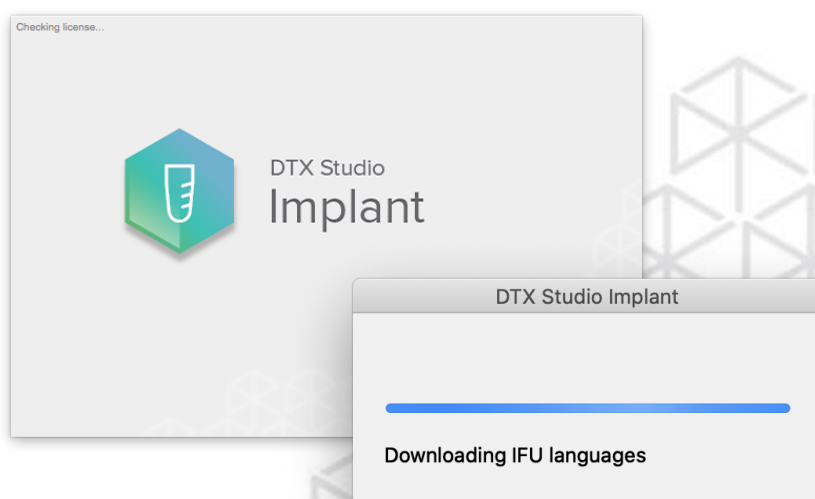 Checking license...
DTX Studio
Implant
DTX Studio Implant
Downloading IFU languages